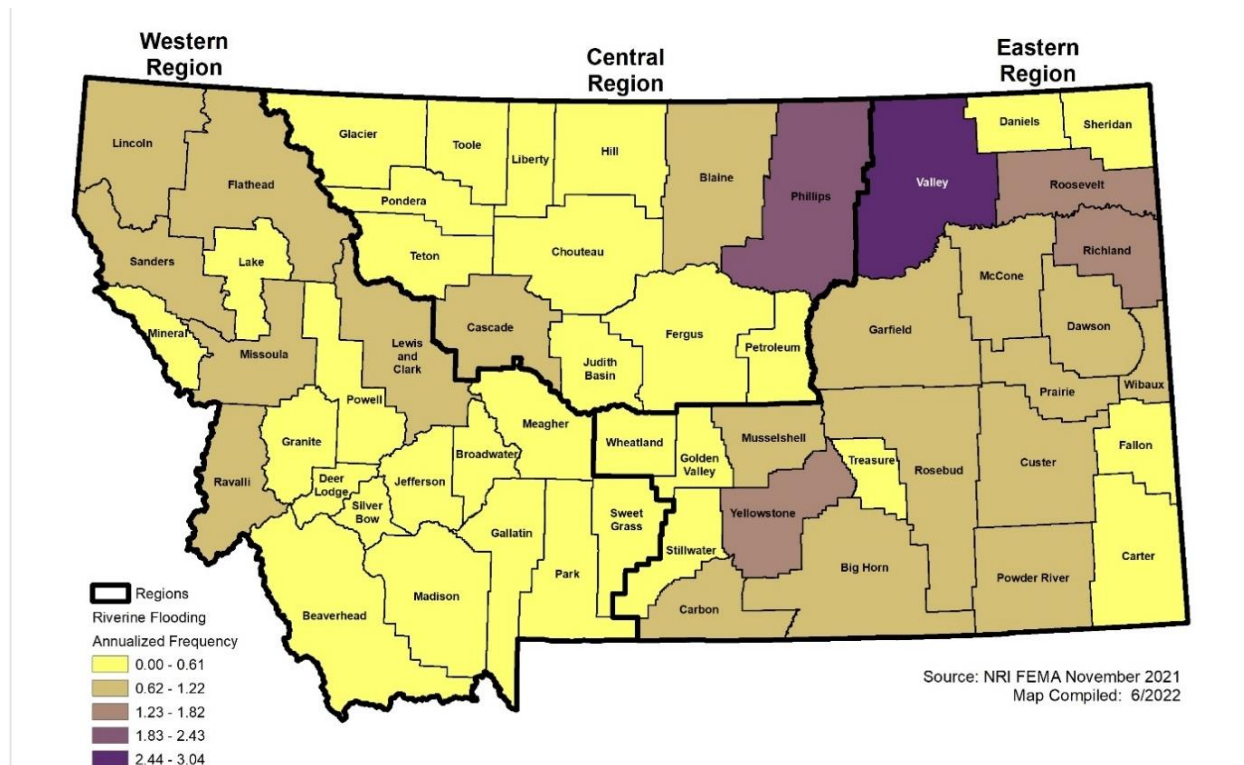 Western
Region
Central
Region
Eastern
Region
Lincoln
Flathead
Glacier
Toole
Liberty
Hill
Blaine
Phillips
Valley
Daniels
Sheridan
Roosevelt
Richland
Pondera
Teton
Chouteau
Sanders
Lake
Mineral
Missoula
Lewis
and
Clark
Cascade
Judith
Basin
Fergus
Petroleum
Garfield
McCone
Dawson
Wibaux
Prairie
Powell
Granite
Ravalli
Deer
Lodge
Silver
Bow
Jefferson
Broadwater
Meagher
Wheatland
Golden
Valley
Musselshell
Treasure
Rosebud
Custer
Fallon
Yellowstone
Sweet
Grass
Stillwater
Gallatin
Park
Madison
Beaverhead
Carbon
Big Horn
Powder River
Carter
Regions
Riverine Flooding
Annualized Frequency
0.00 - 0.61
0.62 - 1.22
1.23 - 1.82
1.83 - 2.43
2.44 - 3.04
Source: NRI FEMA November 2021
Map Compiled: 6/2022